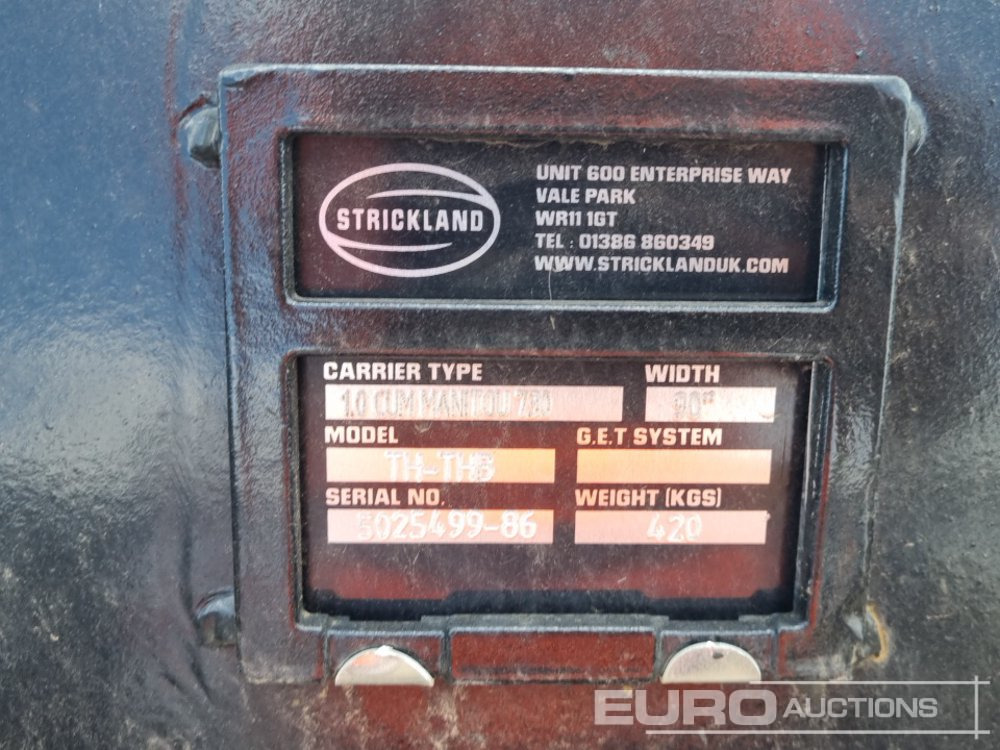 STRICKLAND
UNIT 600 ENTERPRISE WAY
VALE PARK
WR11 1GT
TEL : 01386 860349
WWW.STRICKLANDUK.COM
CARRIER TYPE
WIDTH
1.0 CUM MANITOU 780
90"
MODEL
G.E.T SYSTEM
TH-THB
SERIAL NO.
WEIGHT (KGS)
5025499-86
420
EURO AUCTIONS